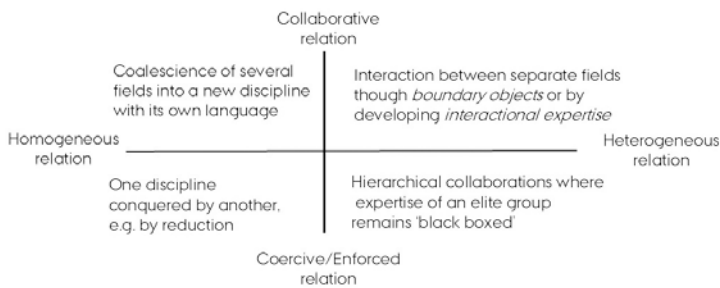 Collaborative
relation
Coalescience of several
fields into a new discipline
with its own language
Interaction between separate fields
though boundary objects or by
developing interactional expertise
Homogeneous
relation
Heterogeneous
relation
One discipline
conquered by another,
e.g. by reduction
Hierarchical collaborations where
expertise of an elite group
remains 'black boxed'
Coercive/Enforced
relation